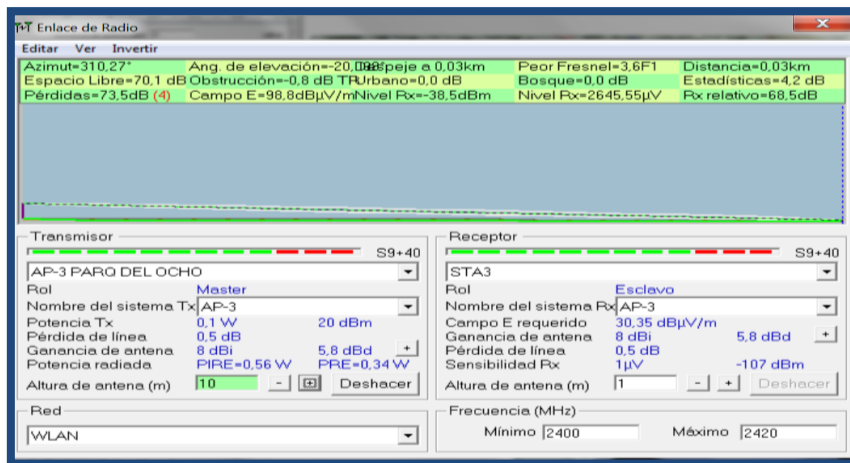 Enlace de Radio
Editar Ver Invertir
Azimut=310,27° Ang. de elevación=-20, Despeje a 0,03km Peor Fresnel=3,6F1 Distancia=0,03km
Espacio Libre=70,1 dB Obstrucción=-0,8 dB TR Urbano=0,0 dB Bosque=0,0 dB Estadísticas=4,2 dB
Pérdidas=73,5dB (4) Campo E=98,8dBµV/m Nivel Rx=-38,5dBm Nivel Rx=2645,55µV Rx relativo=68,5dB
Transmisor
S9+40
AP-3 PARQ DEL OCHO
Rol Master
Nombre del sistema Tx AP-3
Potencia Tx 0,1 W 20 dBm
Pérdida de línea 0,5 dB
Ganancia de antena 8 dBi 5,8 dBd +
Potencia radiada PIRE=0,56 W PRE=0,34 W
Altura de antena (m) 10 - + Deshacer
Red
WLAN
Receptor
S9+40
STA3
Rol Esclavo
Nombre del sistema Rx AP-3
Campo E requerido 30,35 dBµV/m
Ganancia de antena 8 dBi 5,8 dBd +
Pérdida de línea 0,5 dB
Sensibilidad Rx 1µV -107 dBm
Altura de antena (m) 1 - + Deshacer
Frecuencia (MHz)
Mínimo 2400 Máximo 2420